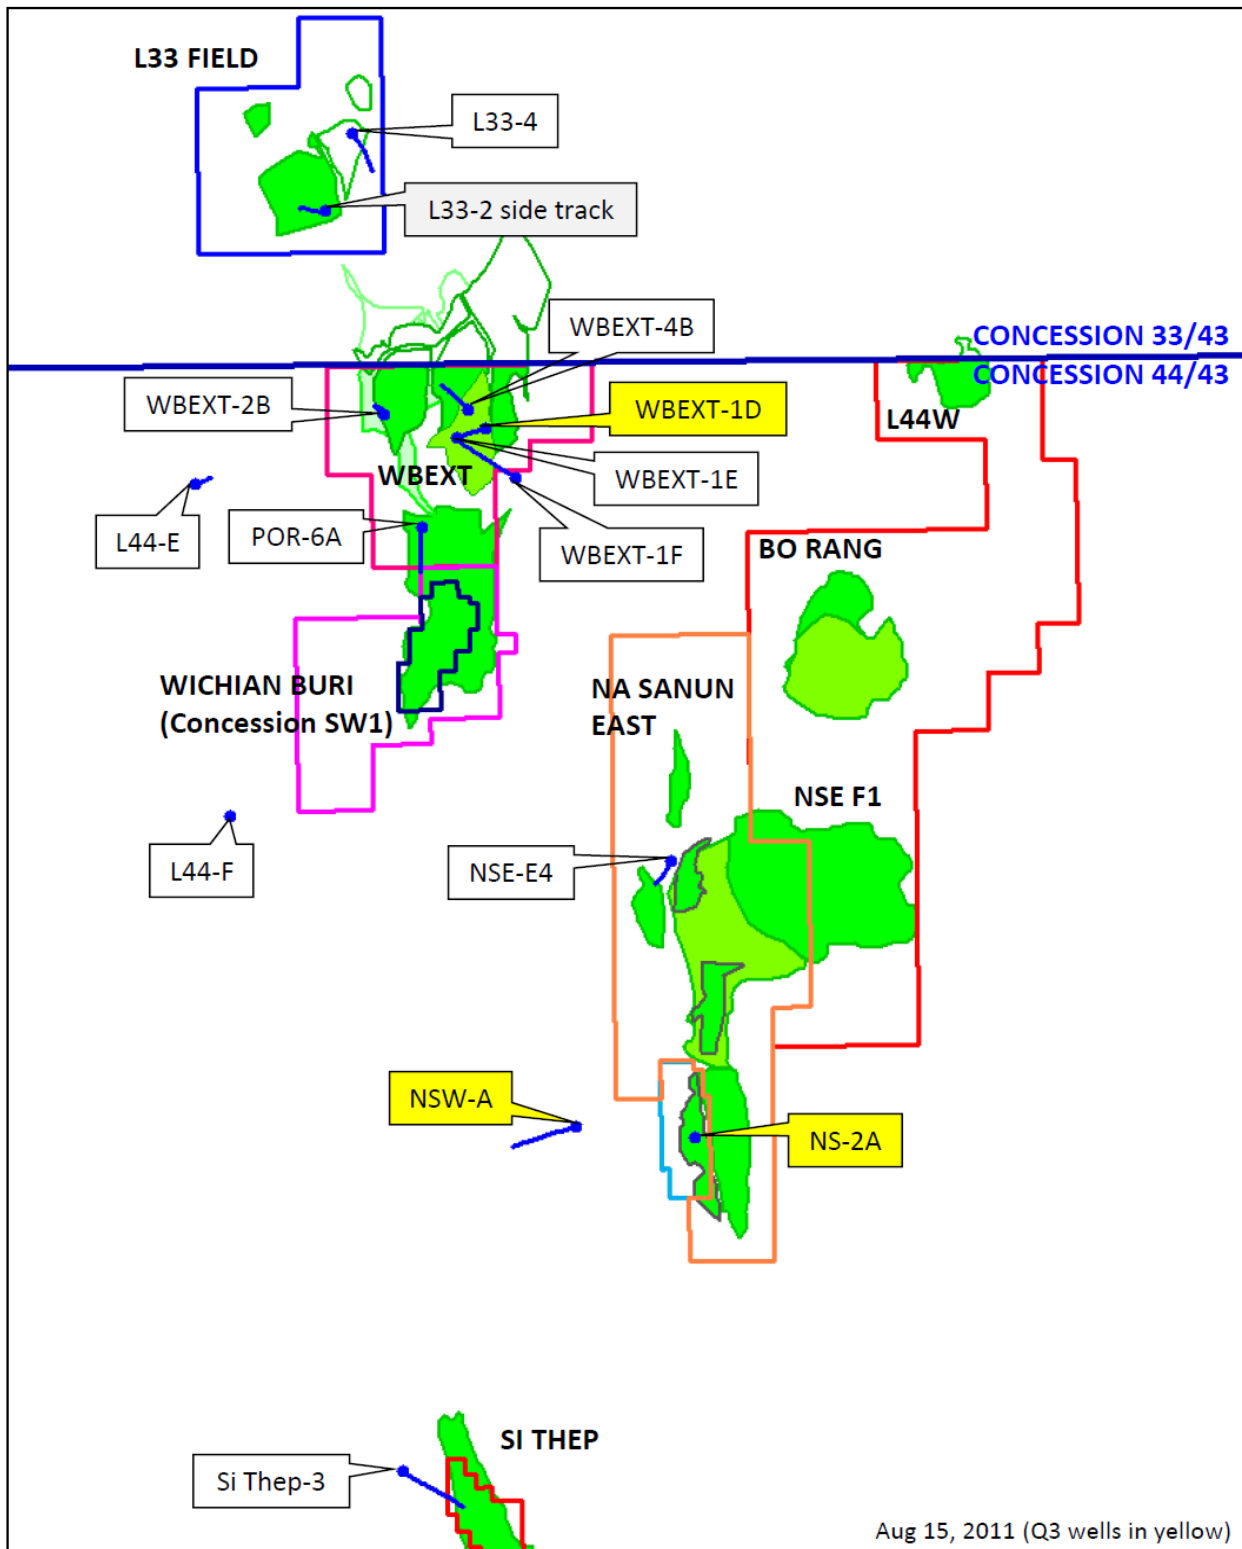 L33 FIELD
L33-4
L33-2 side track
WBEXT-4B
CONCESSION 33/43
CONCESSION 44/43
WBEXT-2B
WBEXT-1D
L44W
WBEXT
WBEXT-1E
L44-E
POR-6A
WBEXT-1F
BO RANG
WICHIAN BURI
(Concession SW1)
NA SANUN
EAST
NSE F1
L44-F
NSE-E4
NSW-A
NS-2A
SI THEP
Si Thep-3
Aug 15, 2011 (Q3 wells in yellow)